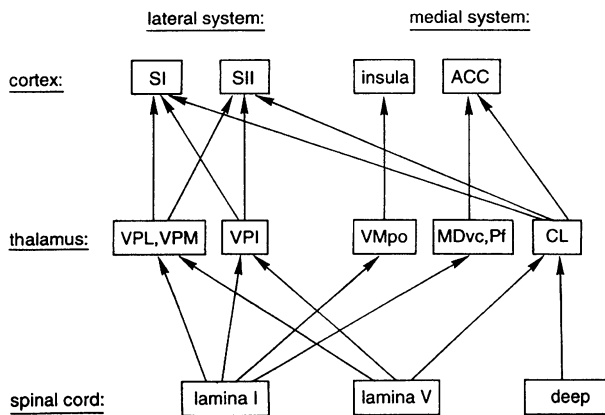 lateral system: medial system:
cortex: SI SII insula ACC
thalamus: VPL,VPM VPI VMpo MDvc,Pf CL
spinal cord: lamina I lamina V deep